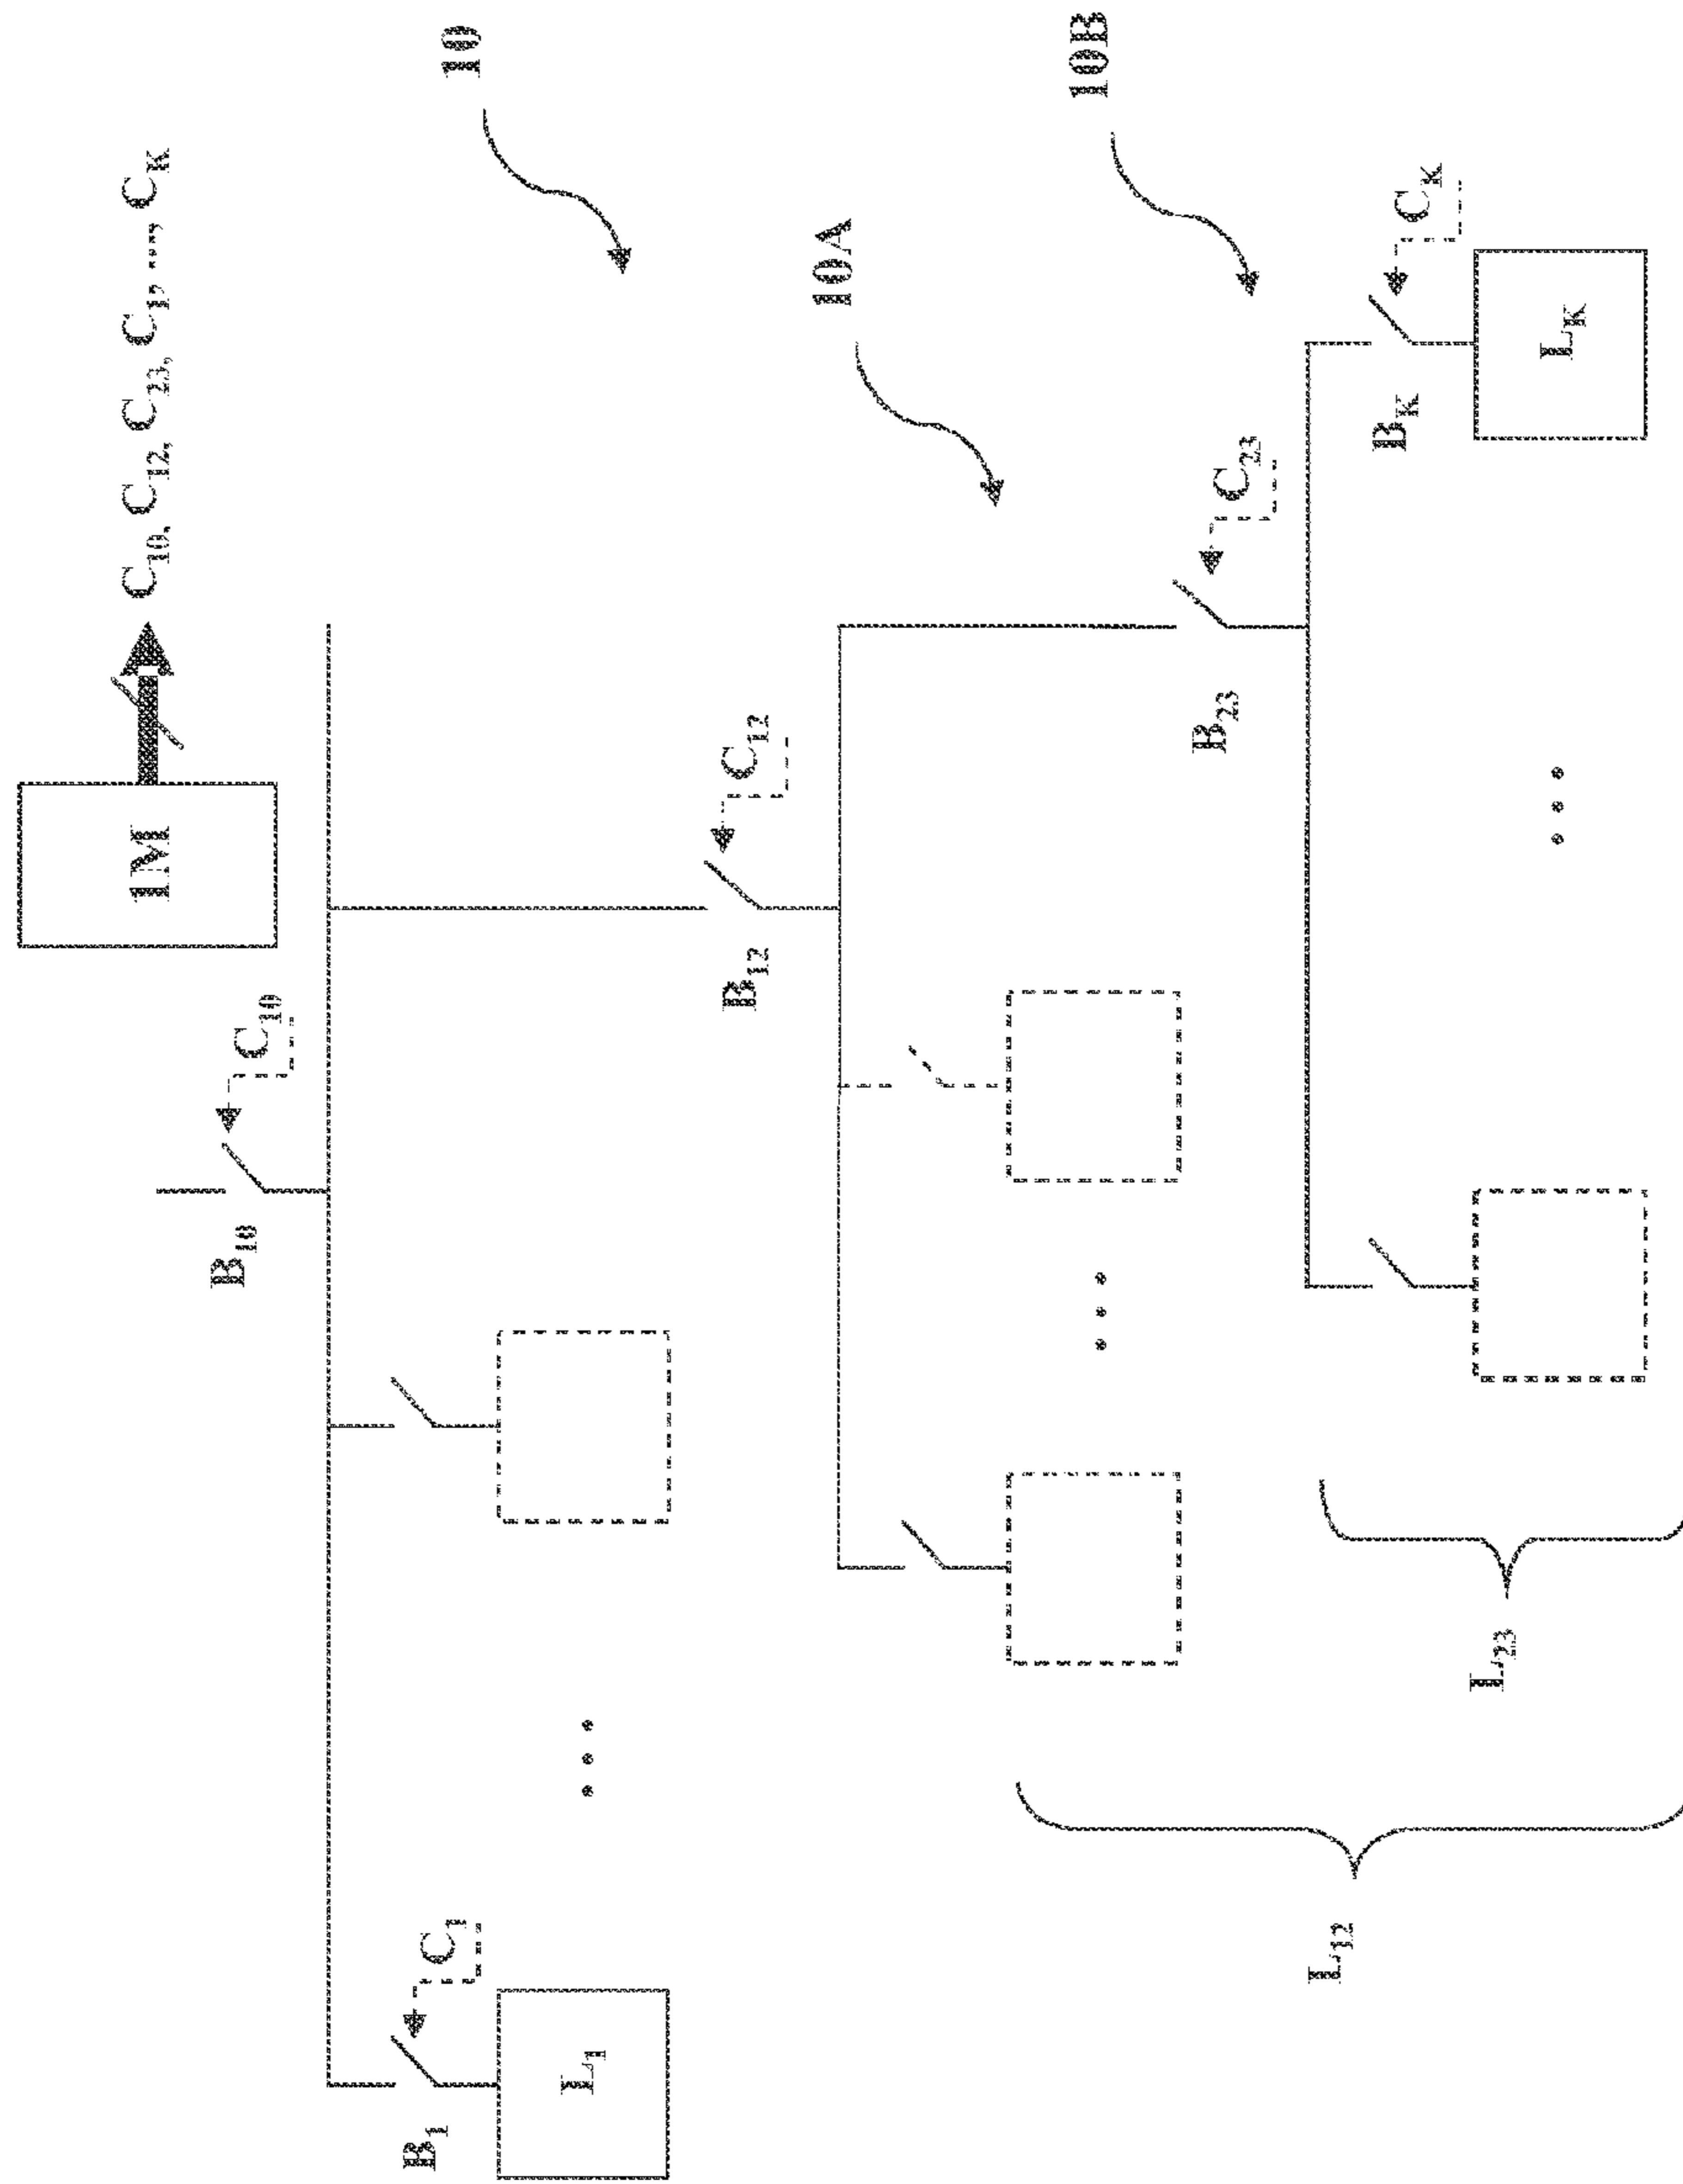 1M
C10, C12, C23, C1, ...., CK
B10
C10
10
B1
C1
L1
B12
C12
10A
B23
C23
10B
BK
CK
LK
L12
L23